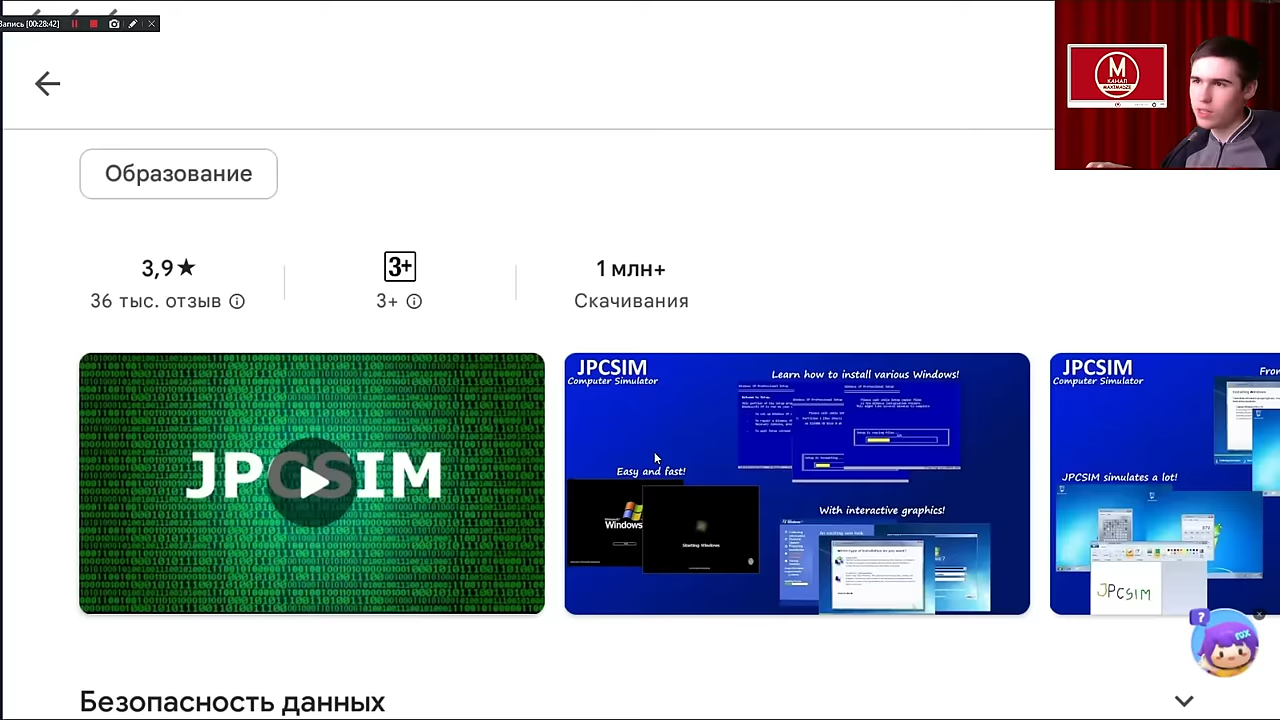 Запись [00:28:42]
М
КАНАЛ
MAXIMADZE
Образование
3,9★
36 тыс. отзыв
3+
3+
1 млн+
Скачивания
JPCSIM
JPCSIM
Computer Simulator
Learn how to install various Windows!
Easy and fast!
Windows
Starting Windows
With interactive graphics!
JPCSIM
Computer Simulator
JPCSIM simulates a lot!
JPCSIM
Безопасность данных